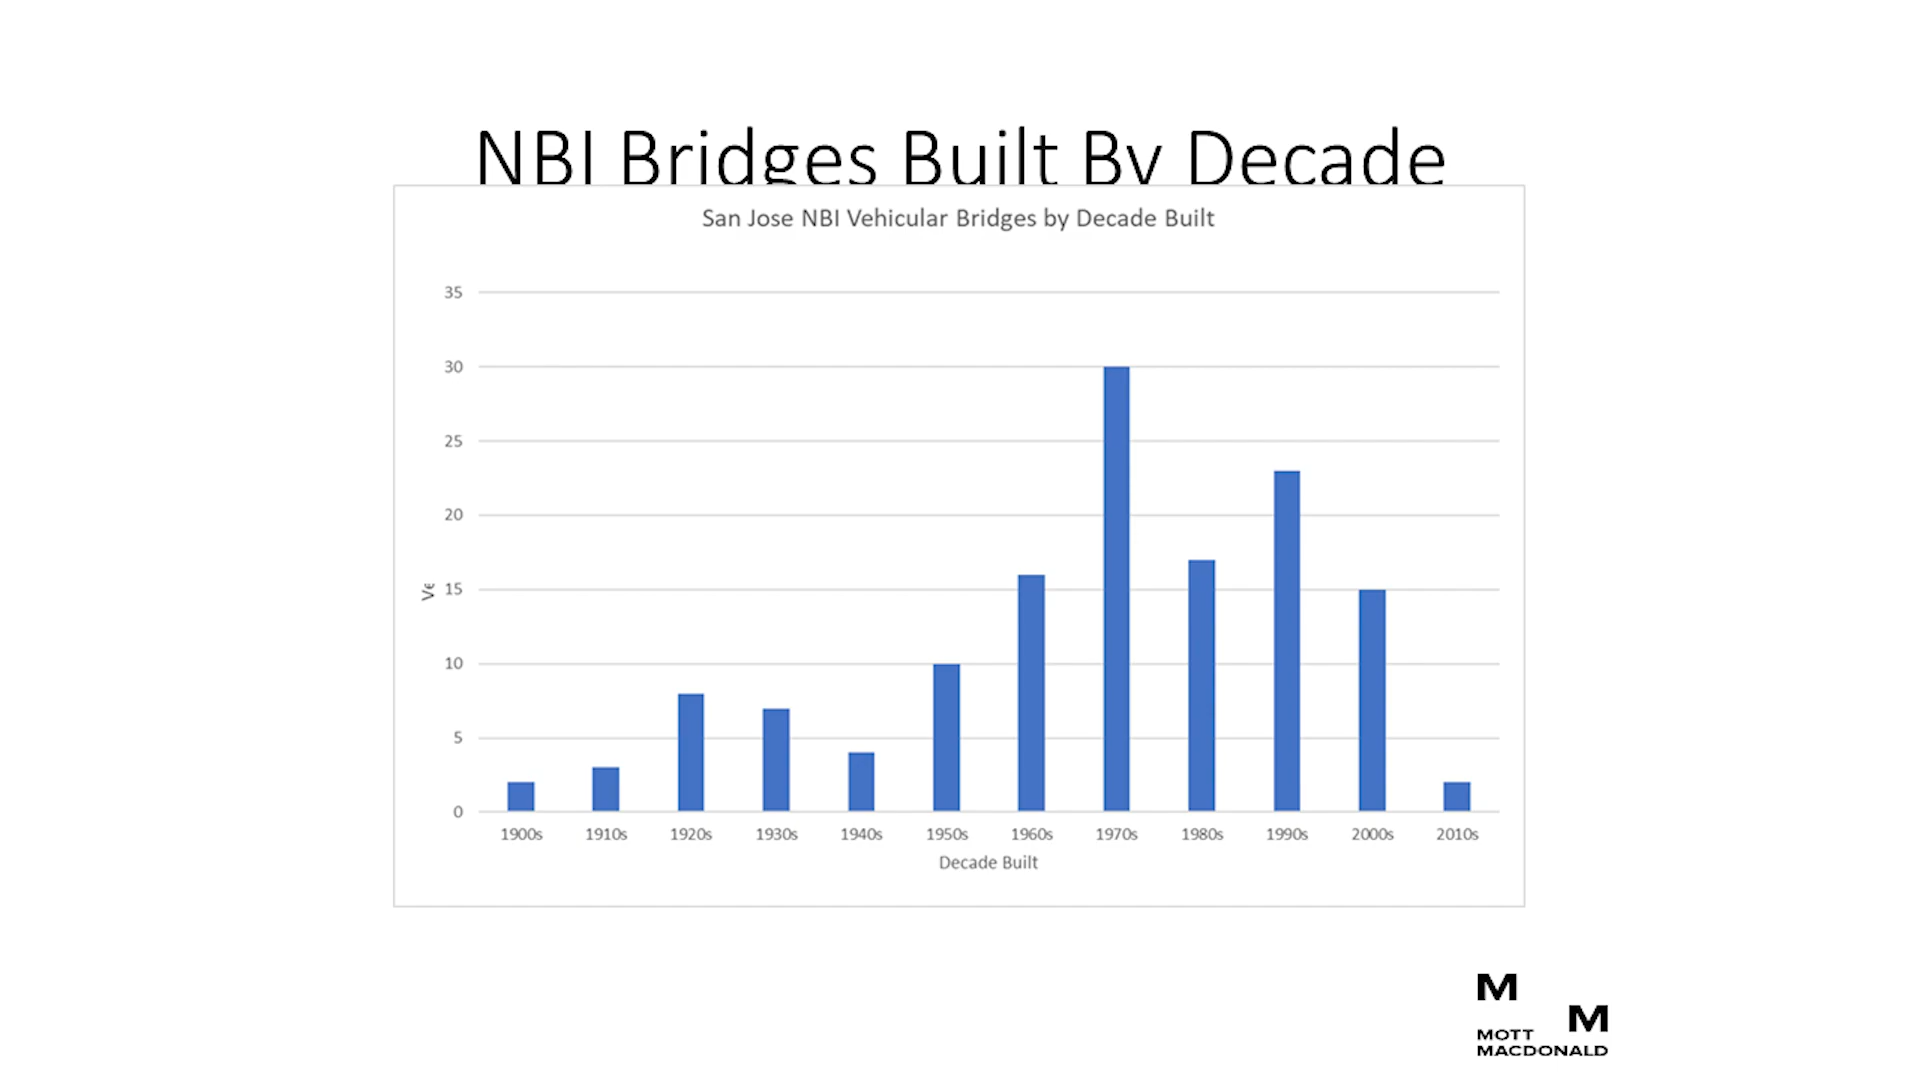 NBI Bridges Built By Decade
San Jose NBI Vehicular Bridges by Decade Built
35
30
25
20
15
10
5
0
1900s 1910s 1920s 1930s 1940s 1950s 1960s 1970s 1980s 1990s 2000s 2010s
Decade Built
M
M
MOTT
MACDONALD